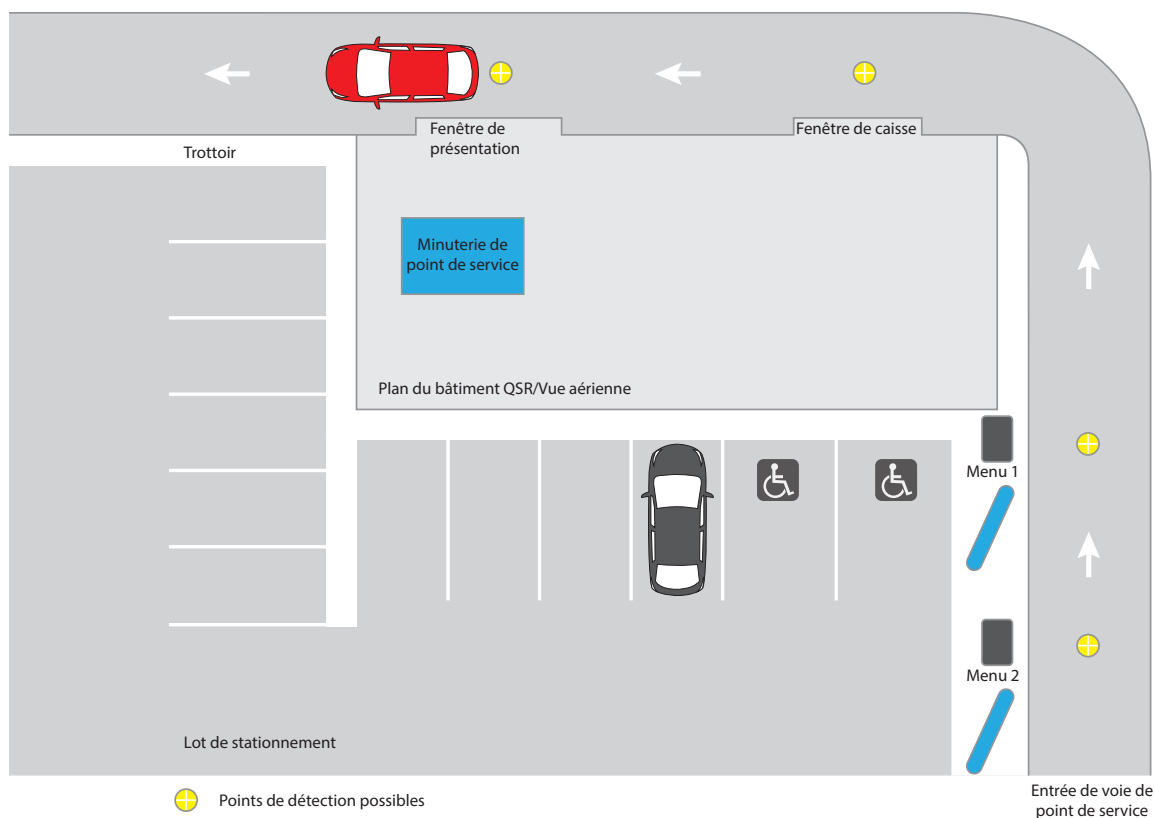 Fenêtre de
présentation
Fenêtre de caisse
Trottoir
Minuterie de
point de service
Plan du bâtiment QSR/Vue aérienne
Menu 1
Menu 2
Lot de stationnement
Points de détection possibles
Entrée de voie de
point de service